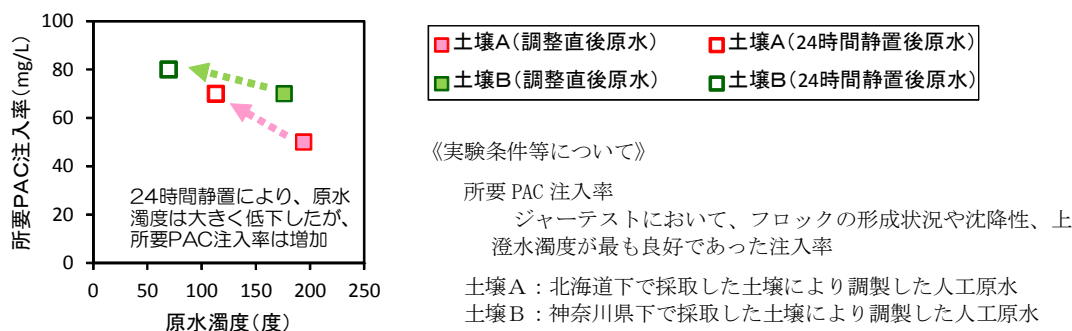 所要PAC注入率(mg/L)
100
80
60
40
20
0
24時間静置により、原水
濁度は大きく低下したが、
所要PAC注入率は増加
0 50 100 150 200 250
原水濁度(度)
土壌A(調整直後原水) 土壌A(24時間静置後原水)
土壌B(調整直後原水) 土壌B(24時間静置後原水)
《実験条件等について》
所要 PAC 注入率
ジャーテストにおいて、フロックの形成状況や沈降性、上
澄水濁度が最も良好であった注入率
土壌A：北海道下で採取した土壌により調製した人工原水
土壌B：神奈川県下で採取した土壌により調製した人工原水